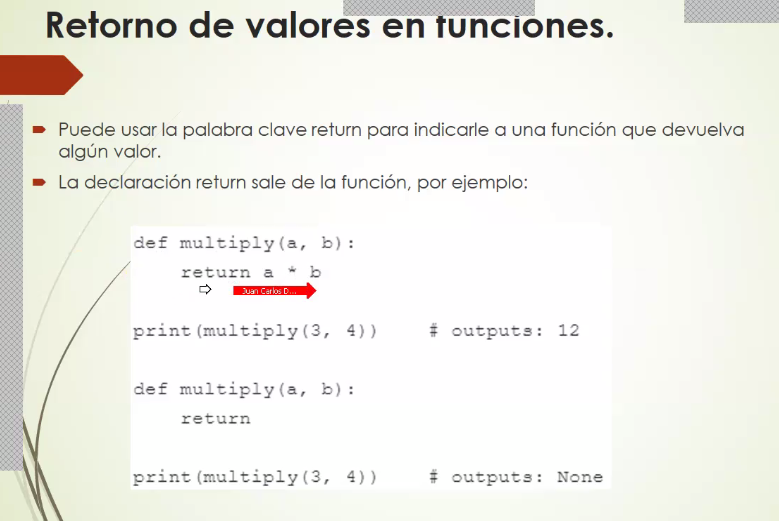 Retorno de valores en funciones.
Puede usar la palabra clave return para indicarle a una función que devuelva
algún valor.
La declaración return sale de la función, por ejemplo:
def multiply(a, b):
    return a * b
Juan Carlos D...
print(multiply(3, 4))    # outputs: 12
def multiply(a, b):
    return
print(multiply(3, 4))    # outputs: None